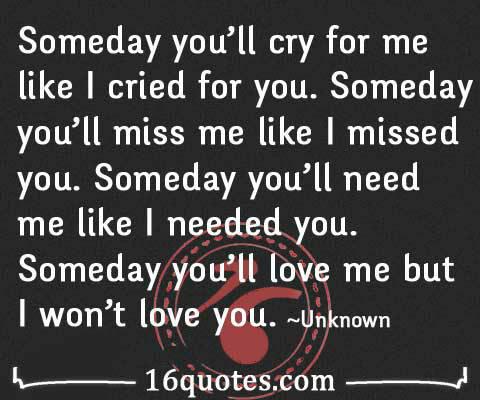 Someday you’ll cry for me
like I cried for you. Someday
you’ll miss me like I missed
you. Someday you’ll need
me like I needed you.
Someday you’ll love me but
I won’t love you. ~Unknown
16quotes.com